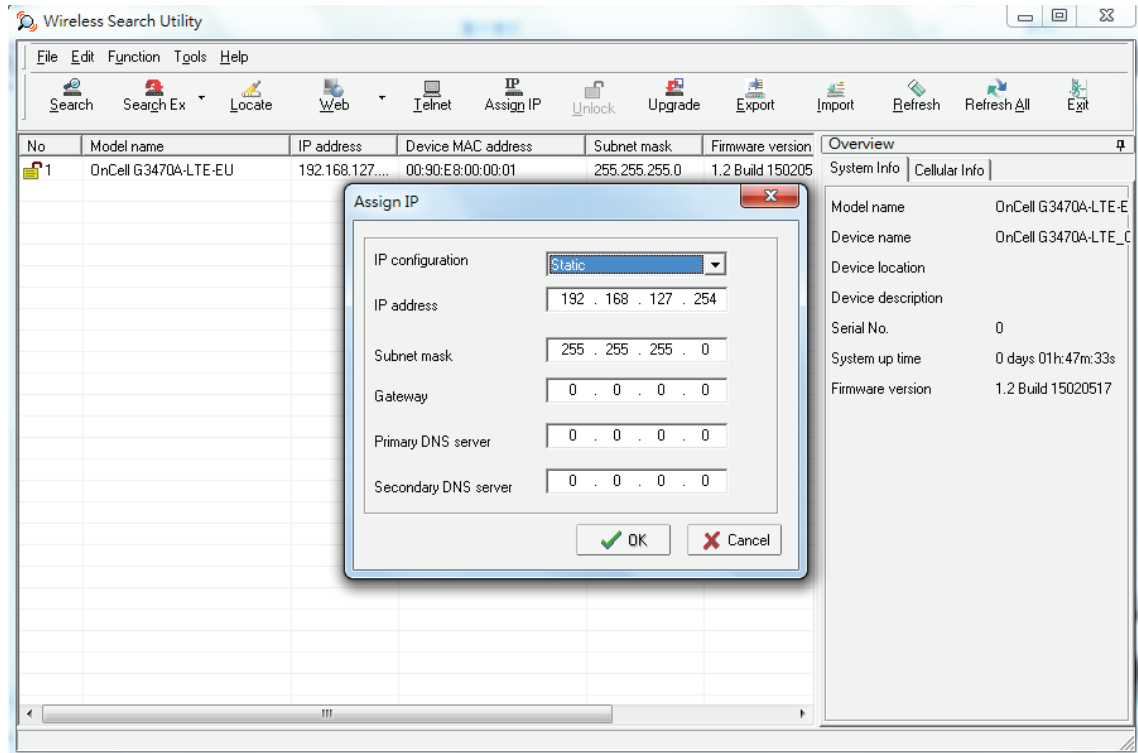 Wireless Search Utility
File Edit Function Tools Help
Search Search Ex Locate Web Telnet Assign IP Unlock Upgrade Export Import Refresh Refresh All Exit
No Model name IP address Device MAC address Subnet mask Firmware version
1 OnCell G3470A-LTE-EU 192.168.127.... 00:90:E8:00:00:01 255.255.255.0 1.2 Build 150205
Assign IP
IP configuration Static
IP address 192 . 168 . 127 . 254
Subnet mask 255 . 255 . 255 . 0
Gateway 0 . 0 . 0 . 0
Primary DNS server 0 . 0 . 0 . 0
Secondary DNS server 0 . 0 . 0 . 0
OK Cancel
Overview
System Info Cellular Info
Model name OnCell G3470A-LTE-E
Device name OnCell G3470A-LTE_
Device location
Device description
Serial No. 0
System up time 0 days 01h:47m:33s
Firmware version 1.2 Build 15020517